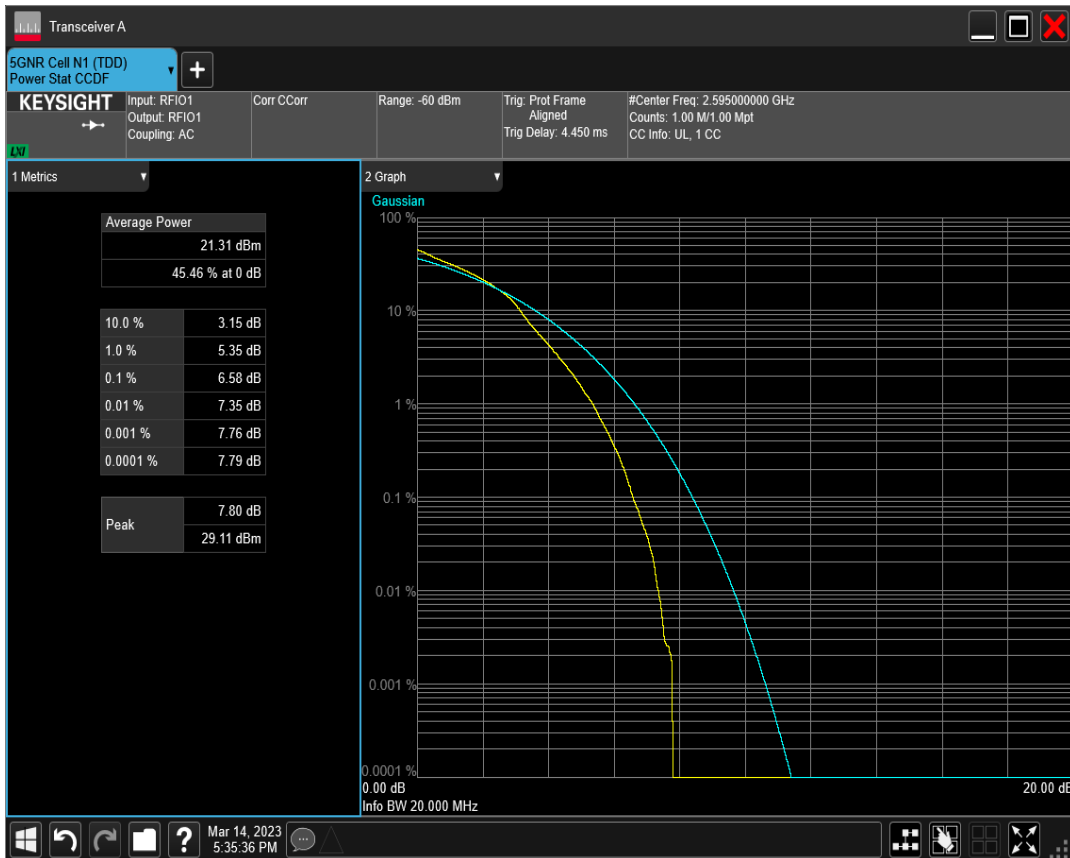 Transceiver A
5GNR Cell N1 (TDD)
Power Stat CCDF
+
KEYSIGHT
LXI
Input: RFIO1
Output: RFIO1
Coupling: AC
Corr CCorr
Range: -60 dBm
Trig: Prot Frame
Aligned
Trig Delay: 4.450 ms
#Center Freq: 2.595000000 GHz
Counts: 1.00 M/1.00 Mpt
CC Info: UL, 1 CC
1 Metrics
Average Power
21.31 dBm
45.46 % at 0 dB
10.0 % 3.15 dB
1.0 % 5.35 dB
0.1 % 6.58 dB
0.01 % 7.35 dB
0.001 % 7.76 dB
0.0001 % 7.79 dB
Peak 7.80 dB
29.11 dBm
2 Graph
Gaussian
100 %
10 %
1 %
0.1 %
0.01 %
0.001 %
0.0001 %
0.00 dB 20.00 dB
Info BW 20.000 MHz
?
Mar 14, 2023
5:35:36 PM